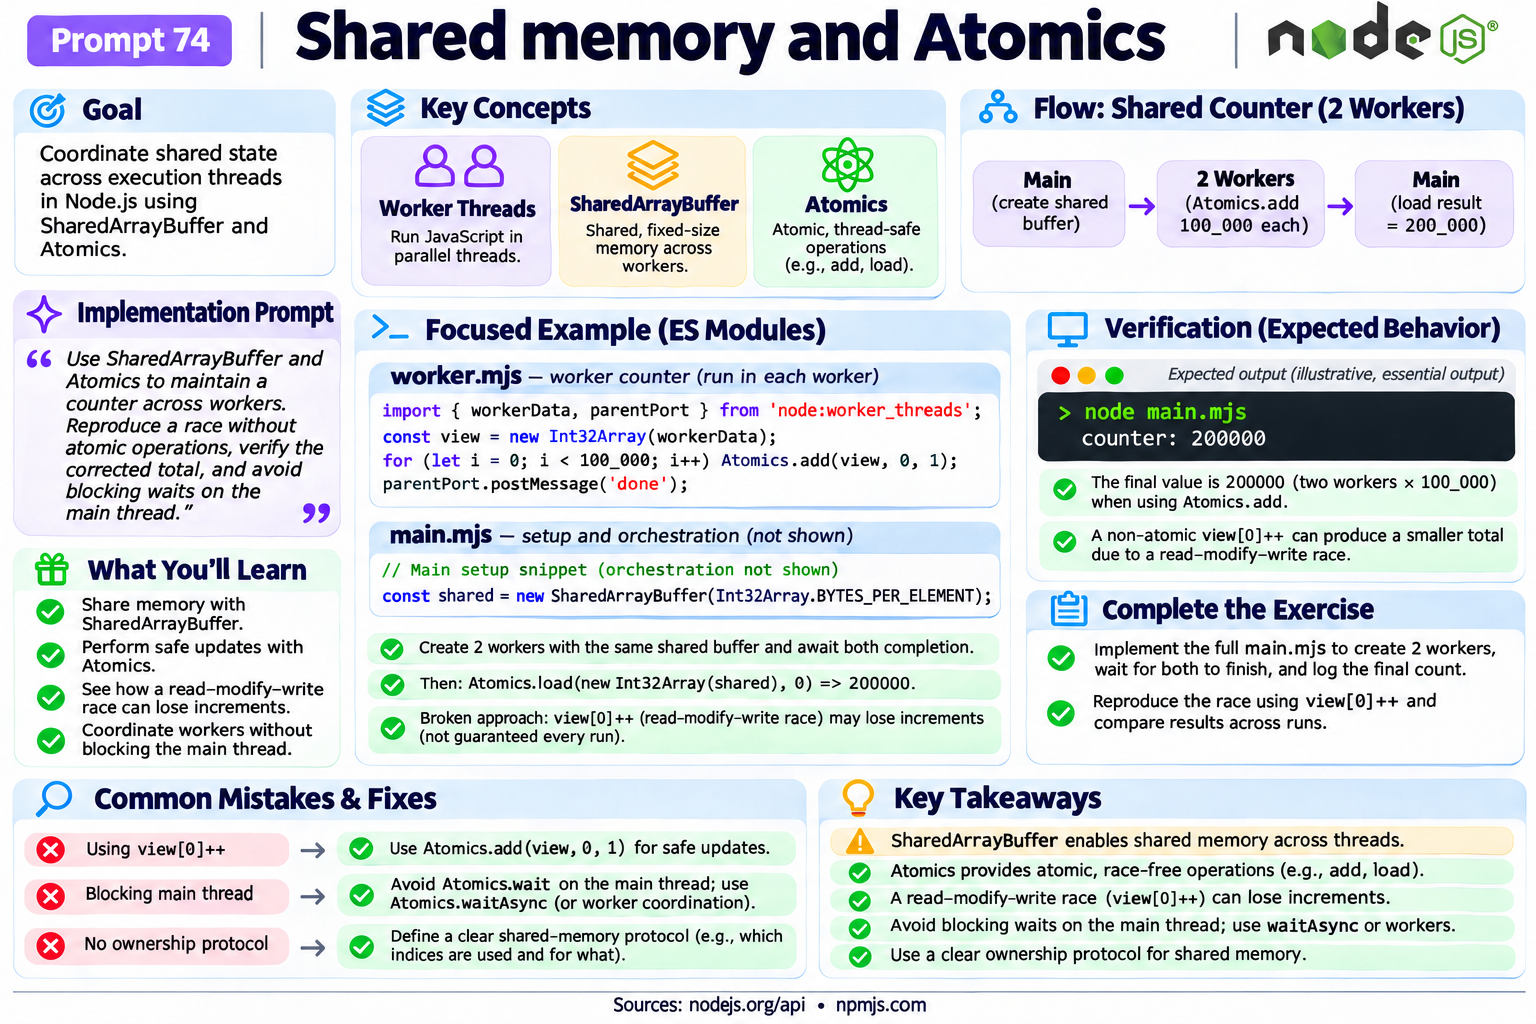 Prompt 74
Shared memory and Atomics
node
JS
®
Goal
Coordinate shared state
across execution threads
in Node.js using
SharedArrayBuffer and
Atomics.
Key Concepts
Worker Threads
Run JavaScript in
parallel threads.
SharedArrayBuffer
Shared, fixed-size
memory across
workers.
Atomics
Atomic, thread-safe
operations
(e.g., add, load).
Flow: Shared Counter (2 Workers)
Main
(create shared
buffer)
2 Workers
(Atomics.add
100_000 each)
Main
(load result
= 200_000)
Implementation Prompt
“ Use SharedArrayBuffer and
Atomics to maintain a
counter across workers.
Reproduce a race without
atomic operations, verify the
corrected total, and avoid
blocking waits on the
main thread.” ”
What You’ll Learn
Share memory with
SharedArrayBuffer.
Perform safe updates with
Atomics.
See how a read-modify-write
race can lose increments.
Coordinate workers without
blocking the main thread.
Focused Example (ES Modules)
worker.mjs – worker counter (run in each worker)
import { workerData, parentPort } from 'node:worker_threads';
const view = new Int32Array(workerData);
for (let i = 0; i < 100_000; i++) Atomics.add(view, 0, 1);
parentPort.postMessage('done');
main.mjs – setup and orchestration (not shown)
// Main setup snippet (orchestration not shown)
const shared = new SharedArrayBuffer(Int32Array.BYTES_PER_ELEMENT);
Create 2 workers with the same shared buffer and await both completion.
Then: Atomics.load(new Int32Array(shared), 0) => 200000.
Broken approach: view[0]++ (read-modify-write race) may lose increments
(not guaranteed every run).
Verification (Expected Behavior)
Expected output (illustrative, essential output)
> node main.mjs
counter: 200000
The final value is 200000 (two workers × 100_000)
when using Atomics.add.
A non-atomic view[0]++ can produce a smaller total
due to a read-modify-write race.
Complete the Exercise
Implement the full main.mjs to create 2 workers,
wait for both to finish, and log the final count.
Reproduce the race using view[0]++ and
compare results across runs.
Common Mistakes & Fixes
Using view[0]++
Use Atomics.add(view, 0, 1) for safe updates.
Blocking main thread
Avoid Atomics.wait on the main thread; use
Atomics.waitAsync (or worker coordination).
No ownership protocol
Define a clear shared-memory protocol (e.g., which
indices are used and for what).
Key Takeaways
SharedArrayBuffer enables shared memory across threads.
Atomics provides atomic, race-free operations (e.g., add, load).
A read-modify-write race (view[0]++) can lose increments.
Avoid blocking waits on the main thread; use waitAsync or workers.
Use a clear ownership protocol for shared memory.
Sources: nodejs.org/api • npmjs.com